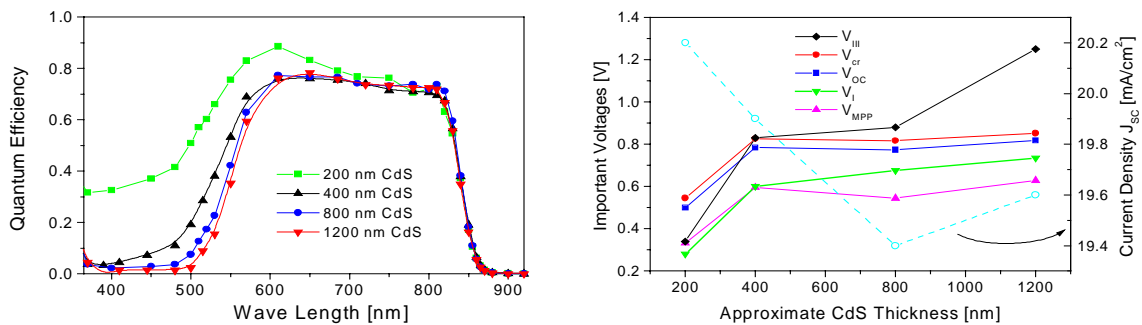 1.0
0.8
0.6
0.4
0.2
0.0
Quantum Efficiency
200 nm CdS
400 nm CdS
800 nm CdS
1200 nm CdS
400 500 600 700 800 900
Wave Length [nm]
1.4
1.2
1.0
0.8
0.6
0.4
0.2
Important Voltages [V]
V_III
V_cr
V_OC
V_I
V_MPP
20.2
20.0
19.8
19.6
19.4
Current Density J_SC [mA/cm²]
200 400 600 800 1000 1200
Approximate CdS Thickness [nm]